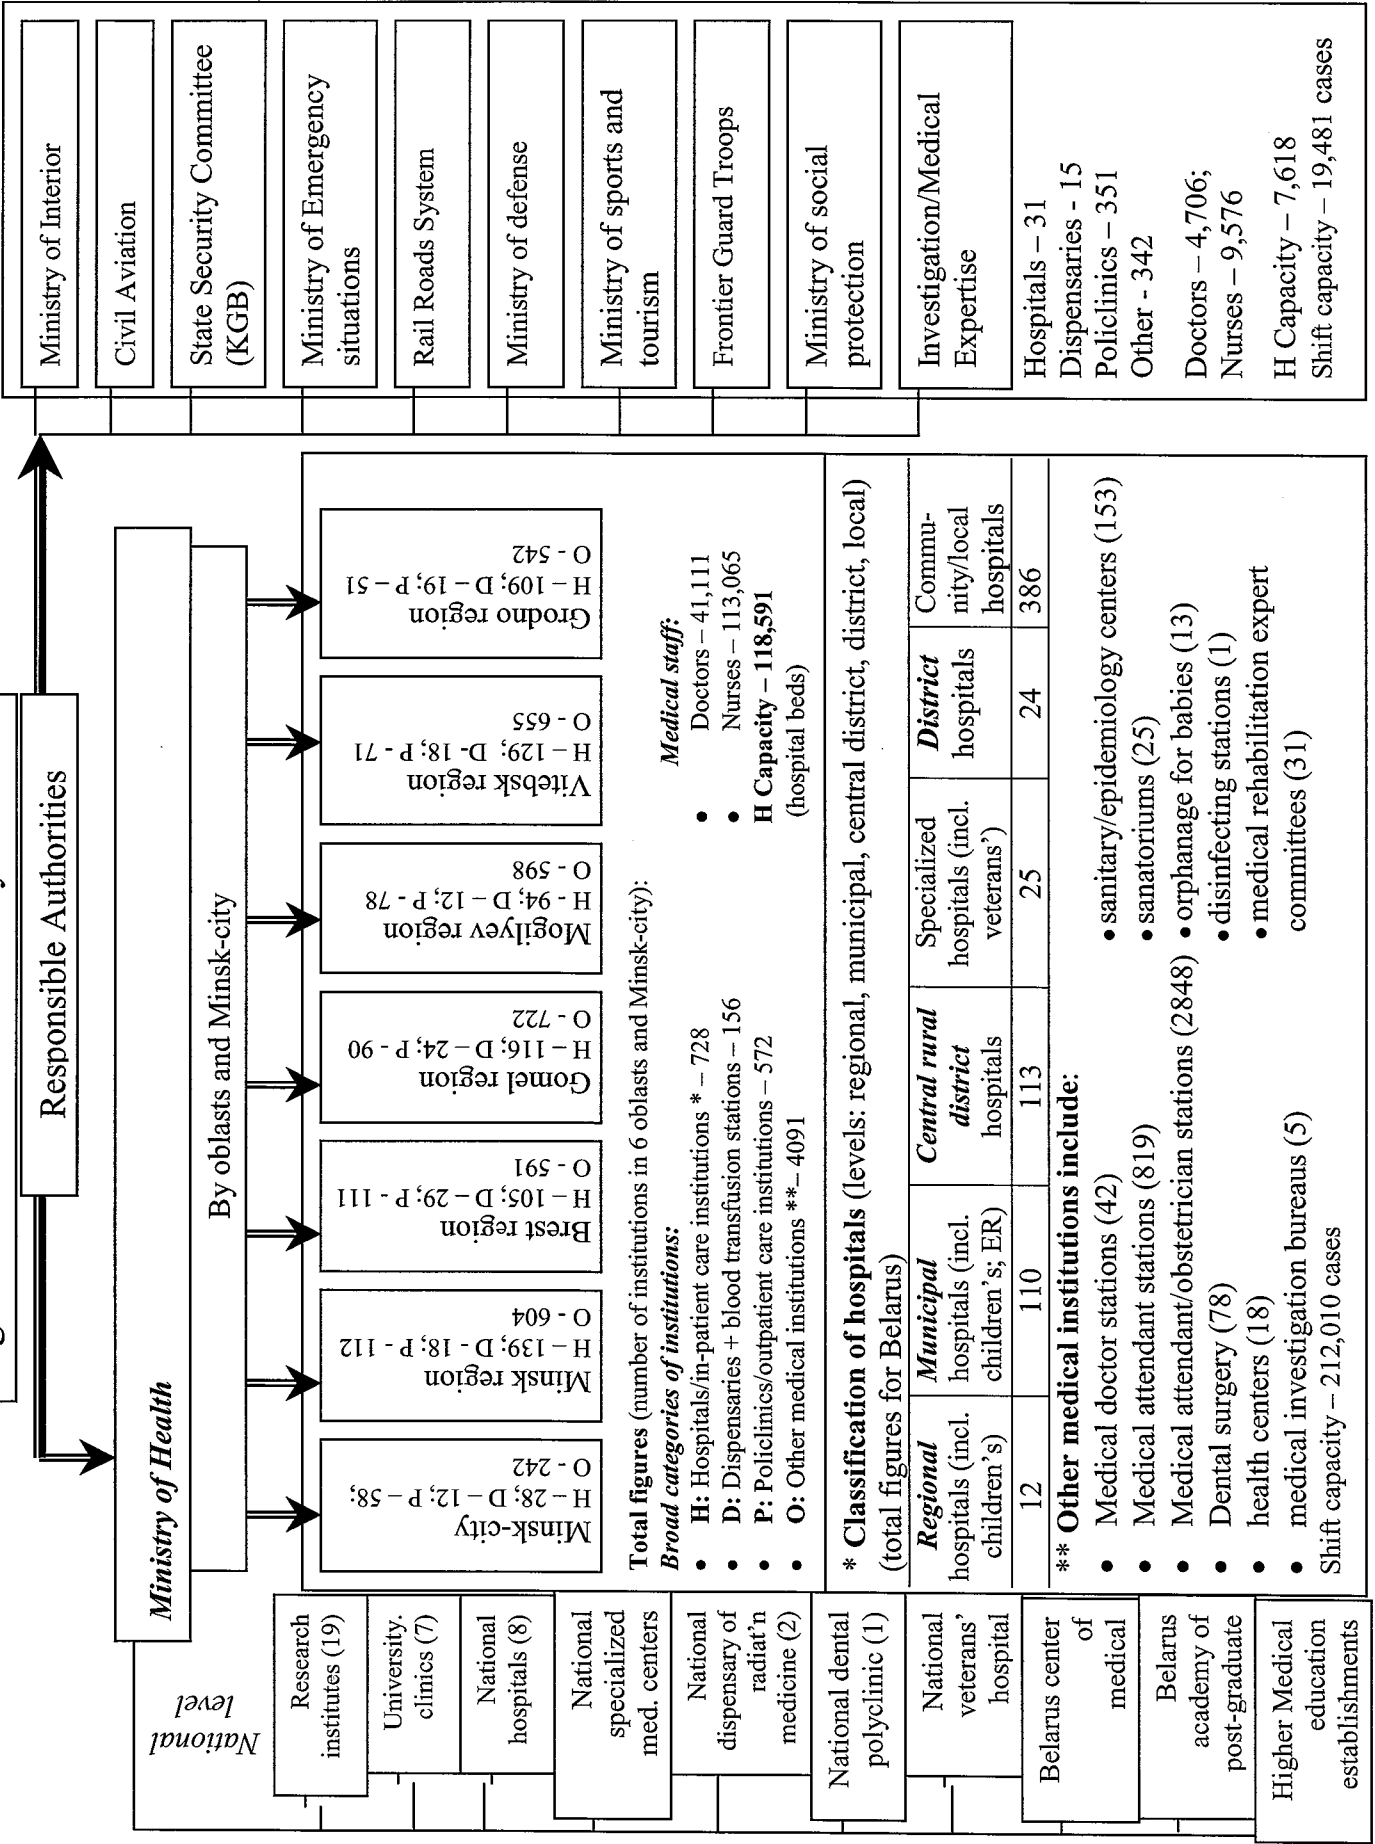 Responsible Authorities
Ministry of Health
By oblasts and Minsk-city
National
level
Research
institutes (19)
University.
clinics (7)
National
hospitals (8)
National
specialized
med. centers
National
dispensary of
radiat'n
medicine (2)
National dental
polyclinic (1)
National
veterans'
hospital
Belarus center
of
medical
Belarus
academy of
post-graduate
Higher Medical
education
establishments
Minsk-city
H – 28; D – 12; P – 58;
O - 242
Minsk region
H – 139; D - 18; P - 112
O - 604
Brest region
H – 105; D – 29; P - 111
O - 591
Gomel region
H – 116; D – 24; P - 90
O - 722
Mogilyev region
H - 94; D – 12; P - 78
O - 598
Vitebsk region
H – 129; D- 18; P - 71
O - 655
Grodno region
H – 109; D – 19; P – 51
O - 542
Total figures (number of institutions in 6 oblasts and Minsk-city):
Broad categories of institutions:
• H: Hospitals/in-patient care institutions * – 728
• D: Dispensaries + blood transfusion stations – 156
• P: Policlinics/outpatient care institutions – 572
• O: Other medical institutions **– 4091
Medical staff:
• Doctors – 41,111
• Nurses – 113,065
H Capacity – 118,591
(hospital beds)
* Classification of hospitals (levels: regional, municipal, central district, district, local)
(total figures for Belarus)
Regional
hospitals (incl.
children's)
Municipal
hospitals (incl.
children's; ER)
Central rural
district
hospitals
Specialized
hospitals (incl.
veterans')
District
hospitals
Commu-
nity/local
hospitals
12 110 113 25 24 386
** Other medical institutions include:
• Medical doctor stations (42)
• Medical attendant stations (819)
• Medical attendant/obstetrician stations (2848)
• Dental surgery (78)
• health centers (18)
• medical investigation bureaus (5)
Shift capacity – 212,010 cases
• sanitary/epidemiology centers (153)
• sanatoriums (25)
• orphanage for babies (13)
• disinfecting stations (1)
• medical rehabilitation expert
committees (31)
Ministry of Interior
Civil Aviation
State Security Committee
(KGB)
Ministry of Emergency
situations
Rail Roads System
Ministry of defense
Ministry of sports and
tourism
Frontier Guard Troops
Ministry of social
protection
Investigation/Medical
Expertise
Hospitals – 31
Dispensaries - 15
Policlinics – 351
Other - 342
Doctors – 4,706;
Nurses – 9,576
H Capacity – 7,618
Shift capacity – 19,481 cases